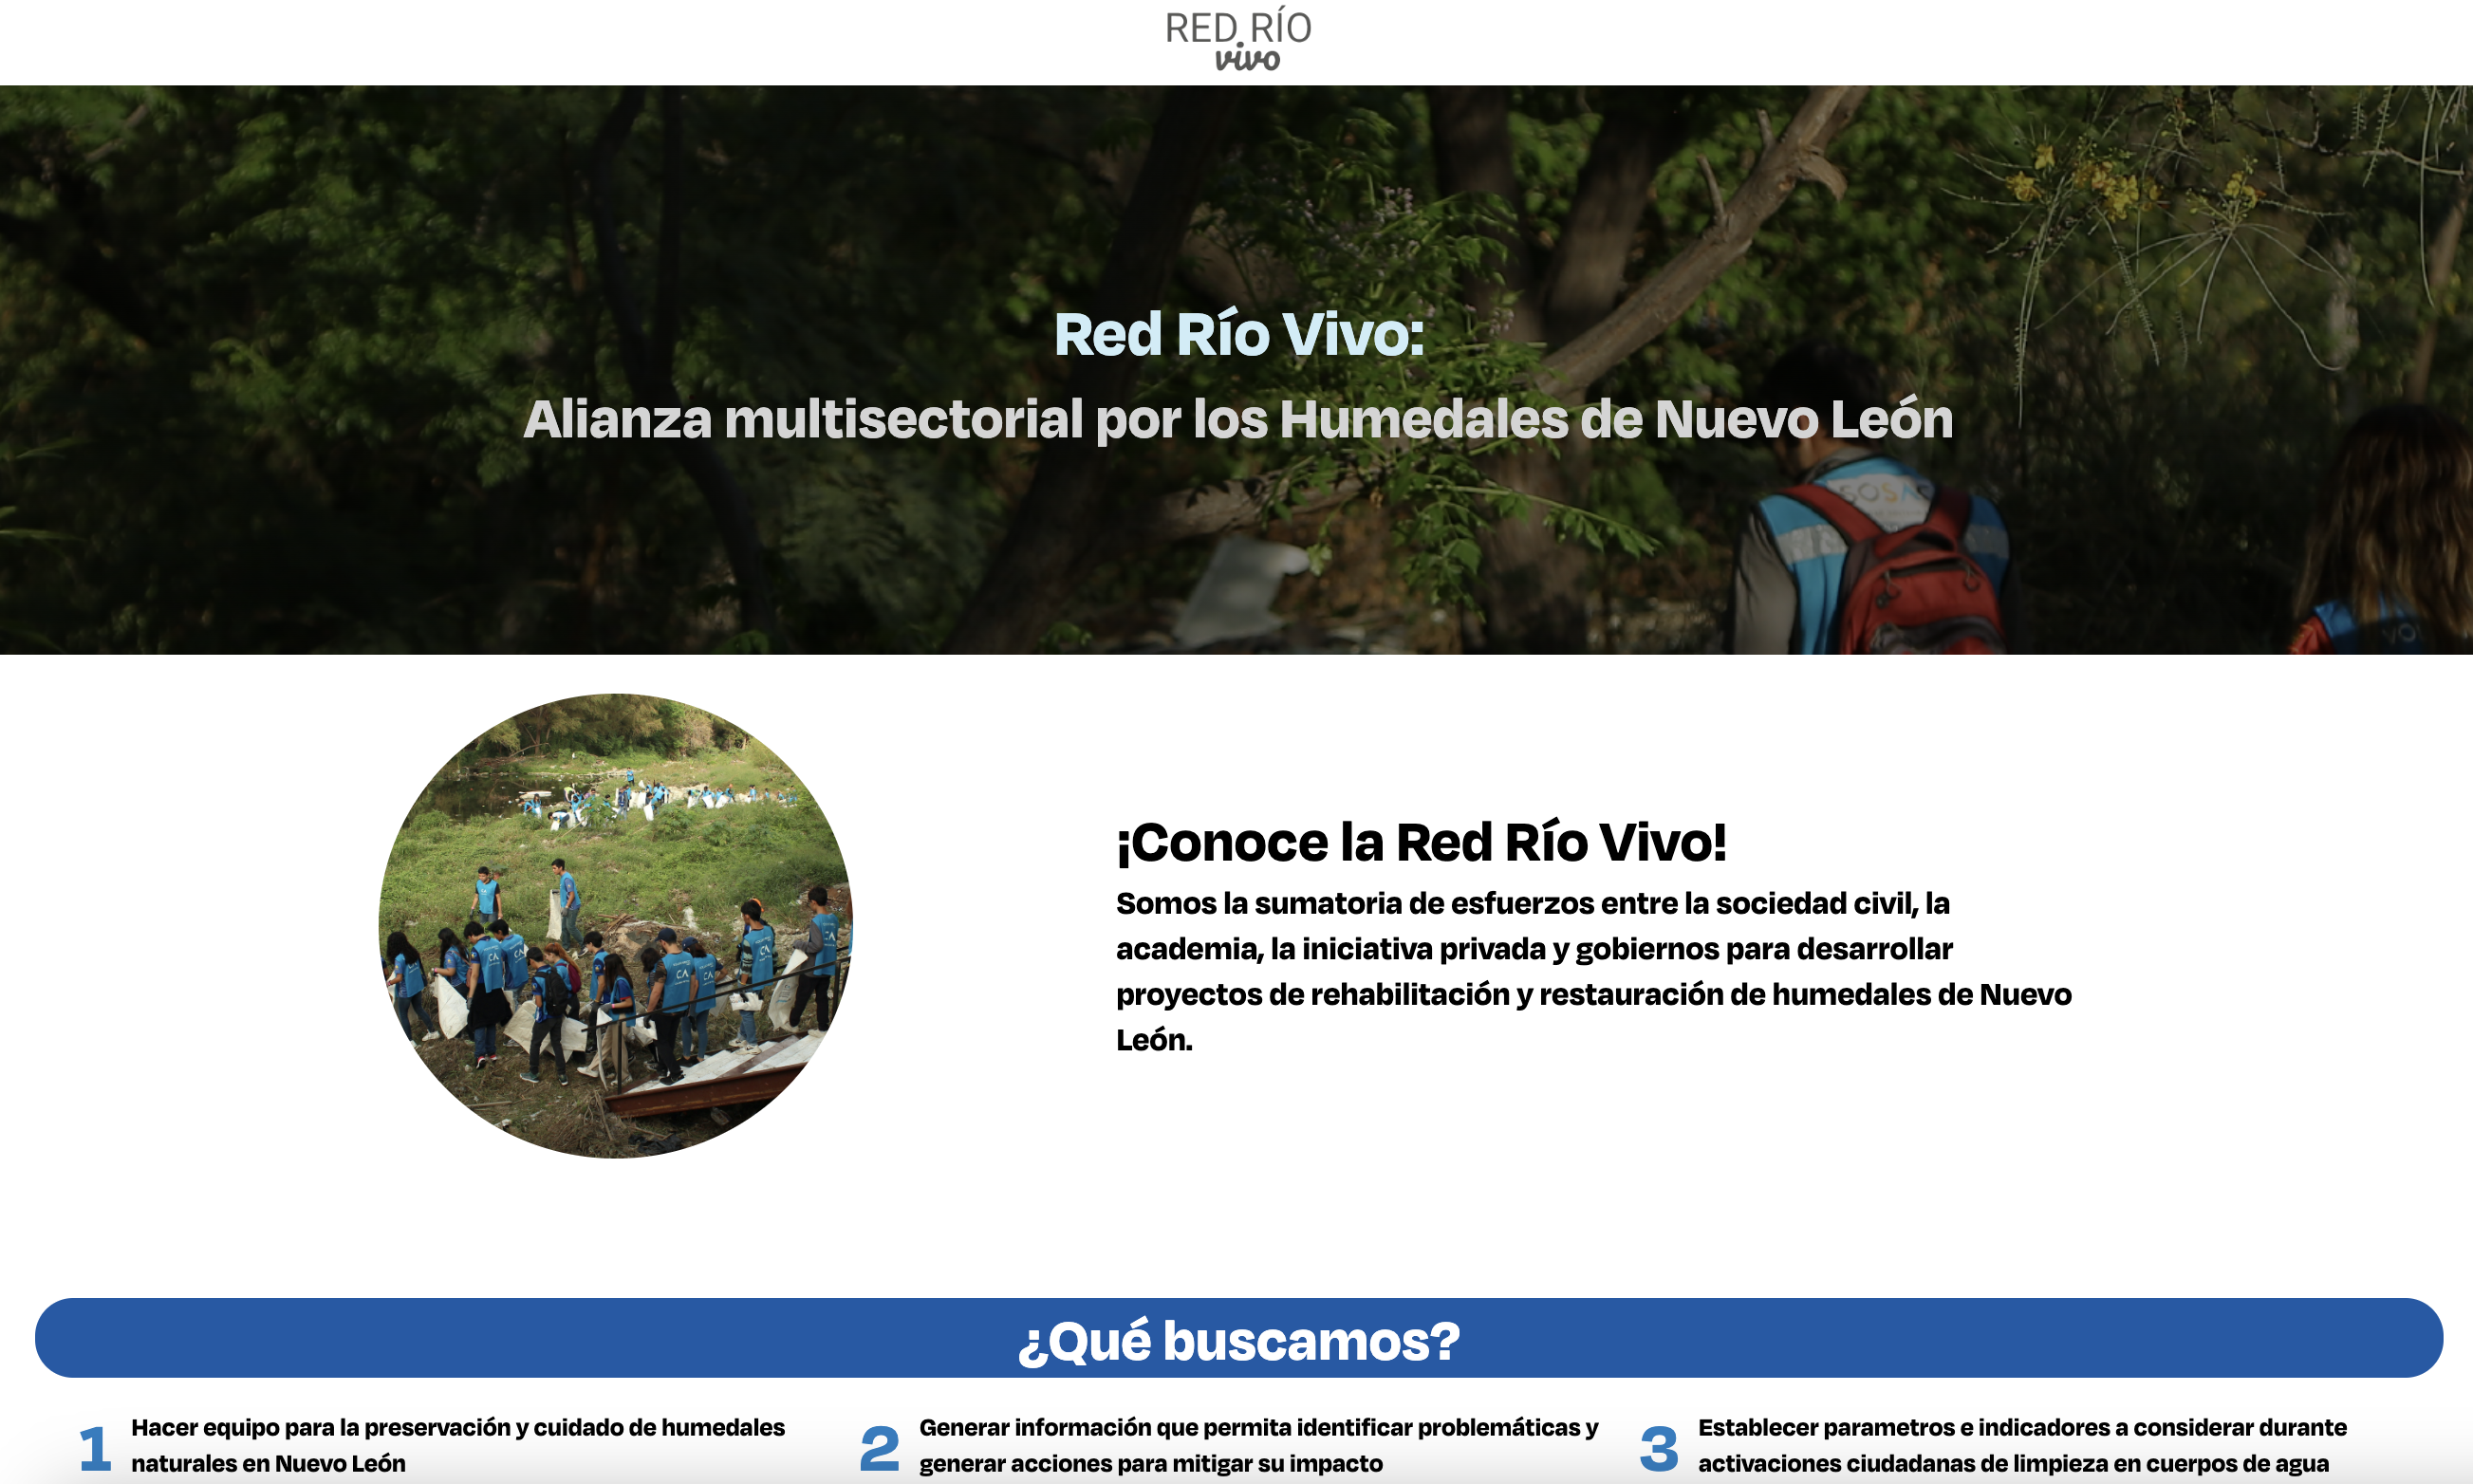 RED RÍO
vivo
Red Río Vivo:
Alianza multisectorial por los Humedales de Nuevo León
¡Conoce la Red Río Vivo!
Somos la sumatoria de esfuerzos entre la sociedad civil, la
academia, la iniciativa privada y gobiernos para desarrollar
proyectos de rehabilitación y restauración de humedales de Nuevo
León.
¿Qué buscamos?
1 Hacer equipo para la preservación y cuidado de humedales
naturales en Nuevo León
2 Generar información que permita identificar problemáticas y
generar acciones para mitigar su impacto
3 Establecer parametros e indicadores a considerar durante
activaciones ciudadanas de limpieza en cuerpos de agua